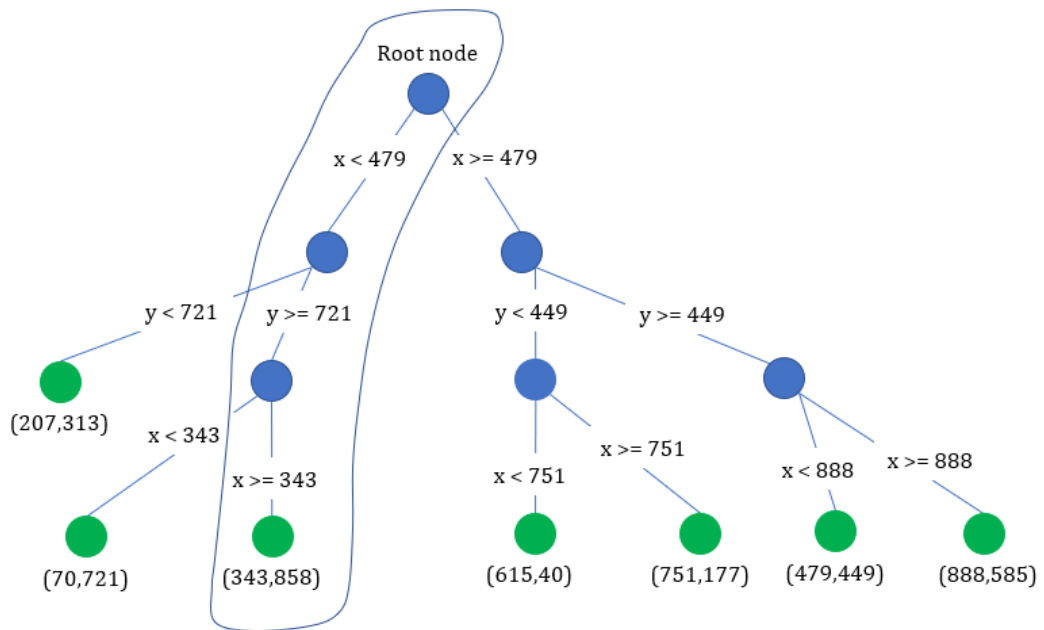 Root node
x < 479
x >= 479
y < 721
y >= 721
y < 449
y >= 449
(207,313)
x < 343
x >= 343
x < 751
x >= 751
x < 888
x >= 888
(70,721)
(343,858)
(615,40)
(751,177)
(479,449)
(888,585)